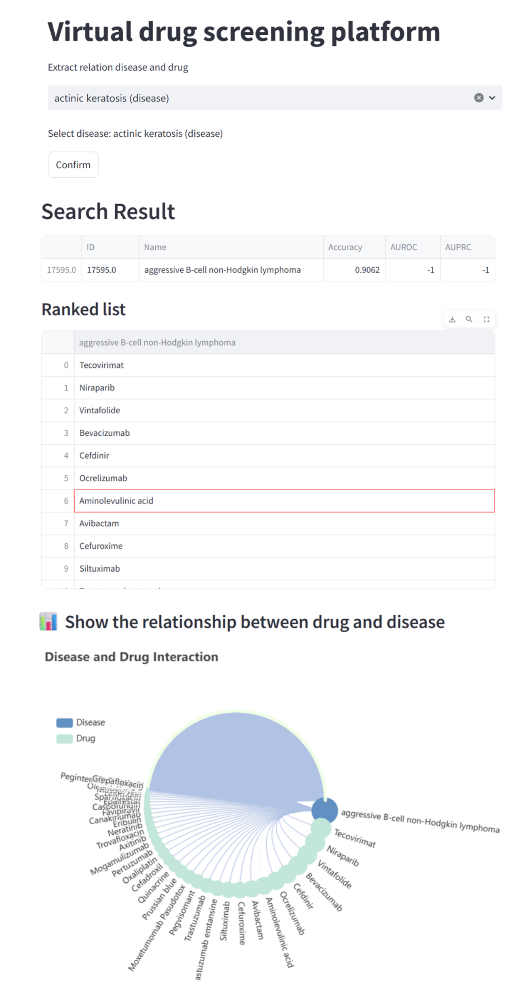 Virtual drug screening platform
Extract relation disease and drug
actinic keratosis (disease)
Select disease: actinic keratosis (disease)
Confirm
Search Result
ID Name Accuracy AUROC AUPRC
17595.0 17595.0 aggressive B-cell non-Hodgkin lymphoma 0.9062 -1 -1
Ranked list
aggressive B-cell non-Hodgkin lymphoma
0 Tecovirimat
1 Niraparib
2 Vintafolide
3 Bevacizumab
4 Cefdinir
5 Ocrelizumab
6 Aminolevulinic acid
7 Avibactam
8 Cefuroxime
9 Siltuximab
Show the relationship between drug and disease
Disease and Drug Interaction
Disease
Drug
aggressive B-cell non-Hodgkin lymphoma
Tecovirimat
Niraparib
Vintafolide
Bevacizumab
Cefdinir
Ocrelizumab
Aminolevulinic acid
Avibactam
Cefuroxime
Siltuximab
astuzumab emtansine
Trastuzumab
Pegvisomant
Moxetumomab Pasudotox
Prussian blue
Quinacrine
Cefadroxil
Oxaliplatin
Pertuzumab
Mogamulizumab
Axitinib
Trovafloxacin
Neratinib
Eribulin
Canakinumab
Favipiravir
Caspofungin
Epalrestat
Grepafloxacin